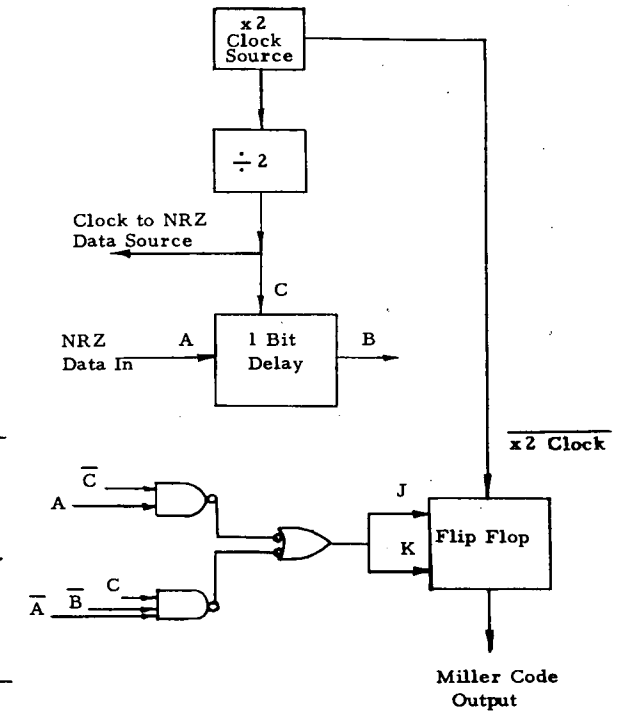 x2
Clock
Source
÷ 2
Clock to NRZ
Data Source
C
NRZ
Data In
A
1 Bit
Delay
B
x2 Clock
C̅
A
J
K
Flip Flop
C
B̅
A̅
Miller Code
Output